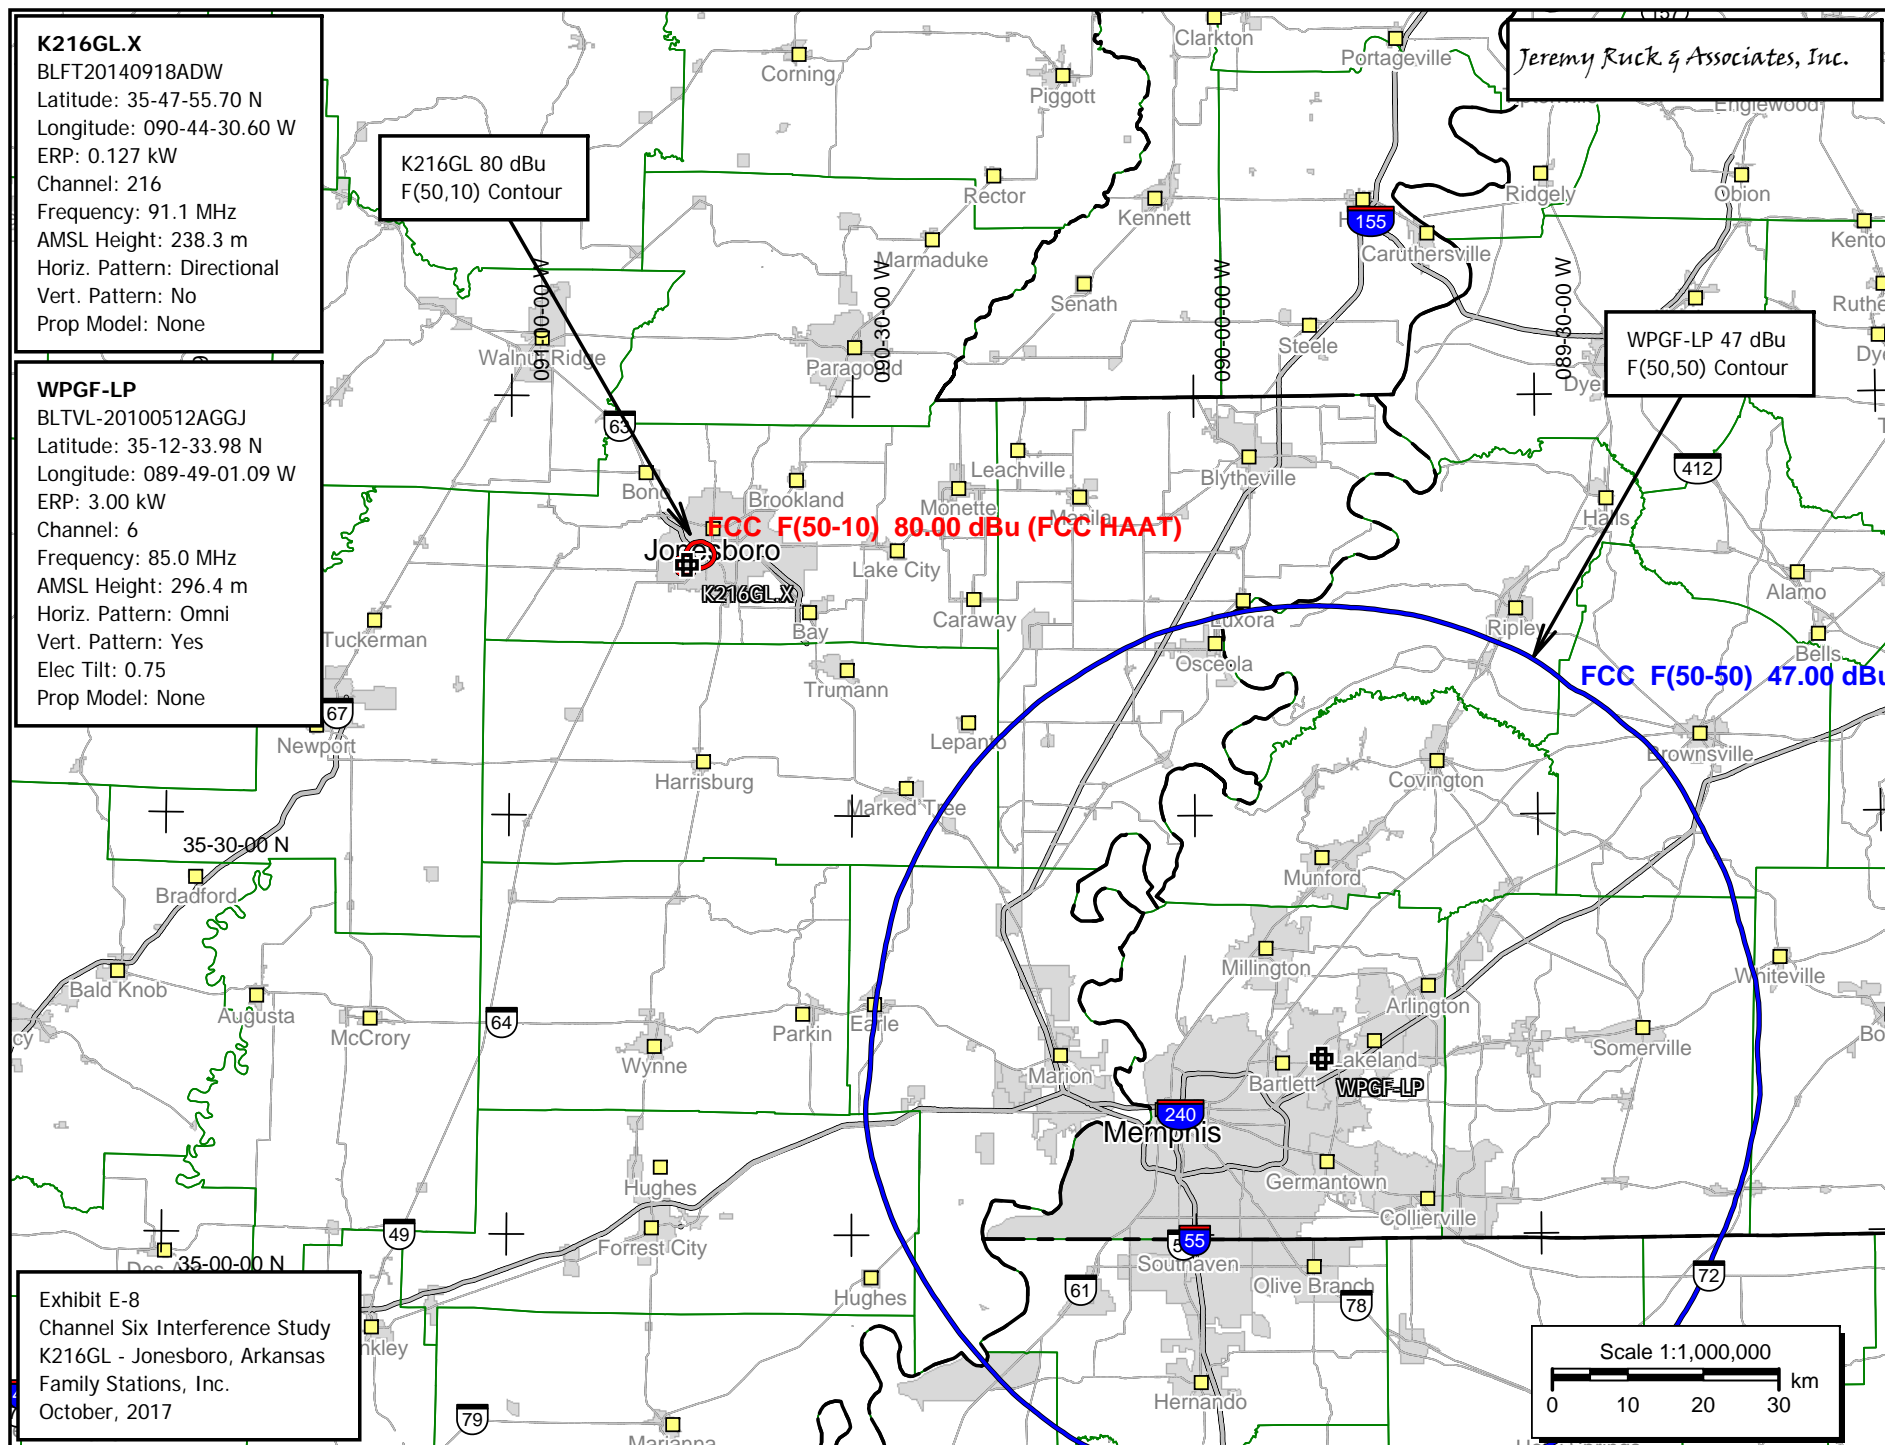 K216GL.X
BLFT20140918ADW
Latitude: 35-47-55.70 N
Longitude: 090-44-30.60 W
ERP: 0.127 kW
Channel: 216
Frequency: 91.1 MHz
AMSL Height: 238.3 m
Horiz. Pattern: Directional
Vert. Pattern: No
Prop Model: None
WPGF-LP
BLTVL-20100512AGGJ
Latitude: 35-12-33.98 N
Longitude: 089-49-01.09 W
ERP: 3.00 kW
Channel: 6
Frequency: 85.0 MHz
AMSL Height: 296.4 m
Horiz. Pattern: Omni
Vert. Pattern: Yes
Elec Tilt: 0.75
Prop Model: None
K216GL 80 dBu
F(50,10) Contour
Jeremy Ruck & Associates, Inc.
WPGF-LP 47 dBu
F(50,50) Contour
Clarkton
Portageville
157
Corning
Piggott
Englewood
Rector
Kennett
Ridgely
Obion
155
Kento
Marmaduke
Caruthersville
091-00-00 W
090-30-00 W
090-00-00 W
089-30-00 W
Senath
Ruthe
Walnut Ridge
Paragould
Steele
Dye
63
Leachville
Blytheville
412
Bono
Brookland
Monette
Manila
Halls
FCC F(50-10) 80.00 dBu (FCC HAAT)
Jonesboro
Lake City
K216GL.X
Alamo
Caraway
Luxora
Ripley
Tuckerman
Bay
Osceola
Bells
Trumann
FCC F(50-50) 47.00 dBu
67
Newport
Lepanto
Brownsville
Harrisburg
Covington
Marked Tree
35-30-00 N
Bradford
Munford
Millington
Whiteville
Bald Knob
Arlington
Augusta
McCrory
64
Parkin
Earle
cy
Bo
Wynne
Marion
Bartlett
Lakeland
Somerville
WPGF-LP
240
Memphis
Hughes
Germantown
Collierville
49
Forrest City
55
35-00-00 N
Southaven
Olive Branch
72
Hughes
61
78
nkley
Hernando
79
Marianna
Exhibit E-8
Channel Six Interference Study
K216GL - Jonesboro, Arkansas
Family Stations, Inc.
October, 2017
Scale 1:1,000,000
km
0 10 20 30